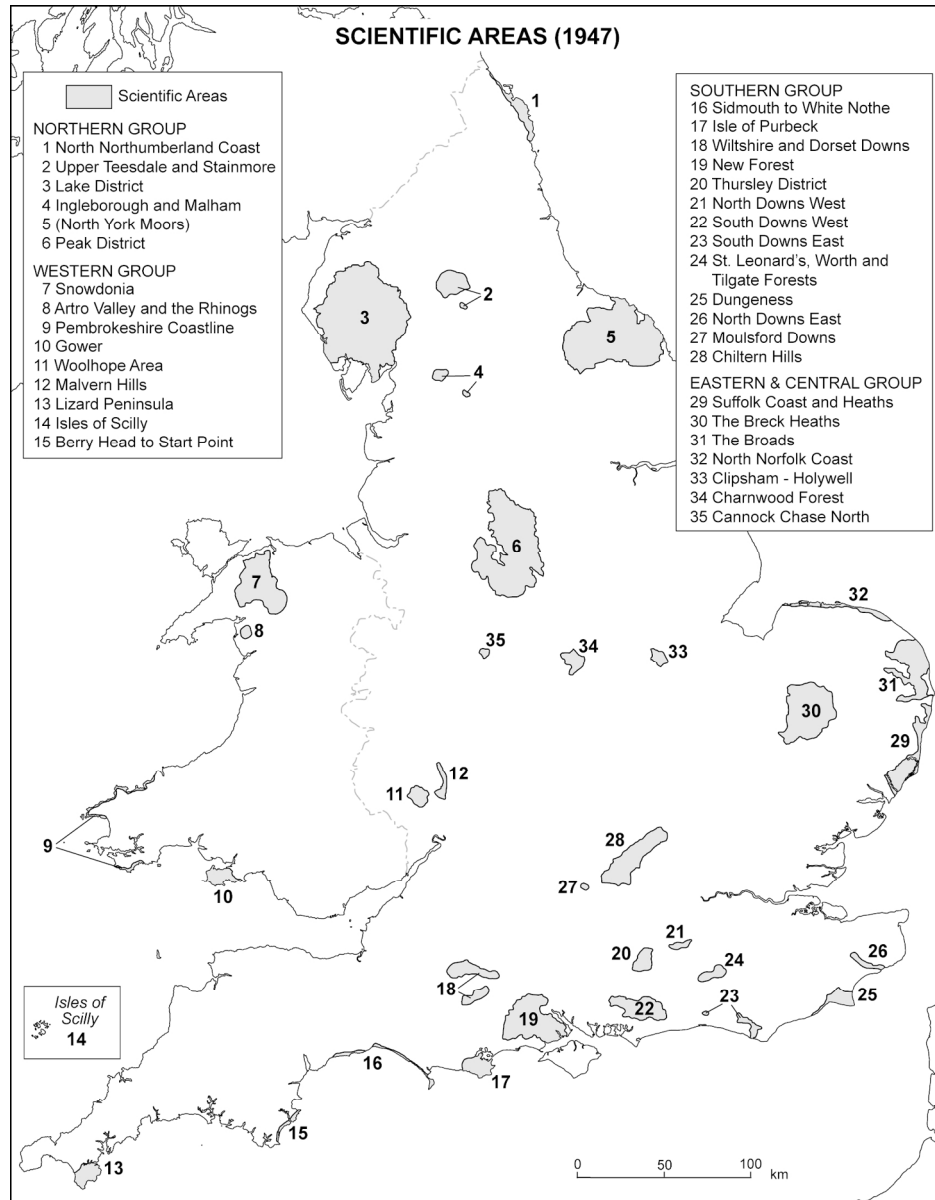 SCIENTIFIC AREAS (1947)
Scientific Areas
NORTHERN GROUP
1 North Northumberland Coast
2 Upper Teesdale and Stainmore
3 Lake District
4 Ingleborough and Malham
5 (North York Moors)
6 Peak District
WESTERN GROUP
7 Snowdonia
8 Artro Valley and the Rhinogs
9 Pembrokeshire Coastline
10 Gower
11 Woolhope Area
12 Malvern Hills
13 Lizard Peninsula
14 Isles of Scilly
15 Berry Head to Start Point
SOUTHERN GROUP
16 Sidmouth to White Nothe
17 Isle of Purbeck
18 Wiltshire and Dorset Downs
19 New Forest
20 Thursley District
21 North Downs West
22 South Downs West
23 South Downs East
24 St. Leonard's, Worth and
Tilgate Forests
25 Dungeness
26 North Downs East
27 Moulsford Downs
28 Chiltern Hills
EASTERN & CENTRAL GROUP
29 Suffolk Coast and Heaths
30 The Breck Heaths
31 The Broads
32 North Norfolk Coast
33 Clipsham - Holywell
34 Charnwood Forest
35 Cannock Chase North
1
2
3
5
4
6
7
32
8
35
34
33
31
30
29
12
11
28
9
27
10
21
26
20
24
18
25
23
22
19
Isles of
Scilly
14
16
17
15
13
0 50 100
km